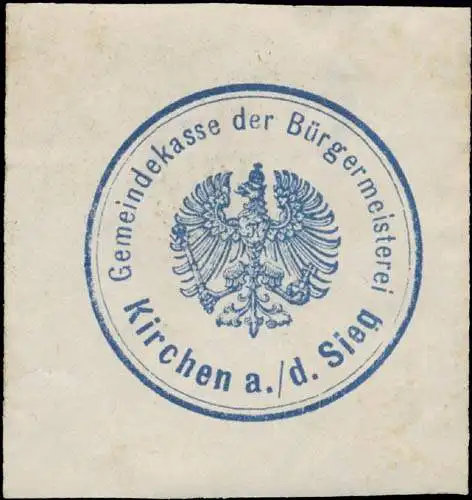 Gemeindekasse der Bürgermeisterei
Kirchen a./d. Sieg